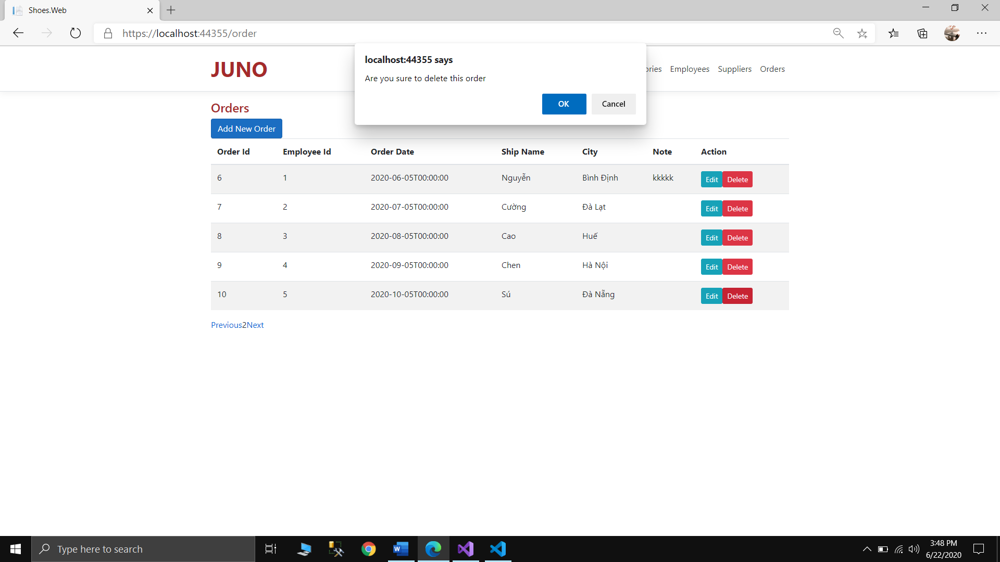 Shoes.Web
https://localhost:44355/order
localhost:44355 says
Are you sure to delete this order
OK Cancel
JUNO
ories Employees Suppliers Orders
Orders
Add New Order
Order Id Employee Id Order Date Ship Name City Note Action
6 1 2020-06-05T00:00:00 Nguyễn Bình Định kkkkk Edit Delete
7 2 2020-07-05T00:00:00 Cường Đà Lạt Edit Delete
8 3 2020-08-05T00:00:00 Cao Huế Edit Delete
9 4 2020-09-05T00:00:00 Chen Hà Nội Edit Delete
10 5 2020-10-05T00:00:00 Sú Đà Nẵng Edit Delete
Previous2Next
Type here to search
3:48 PM
6/22/2020